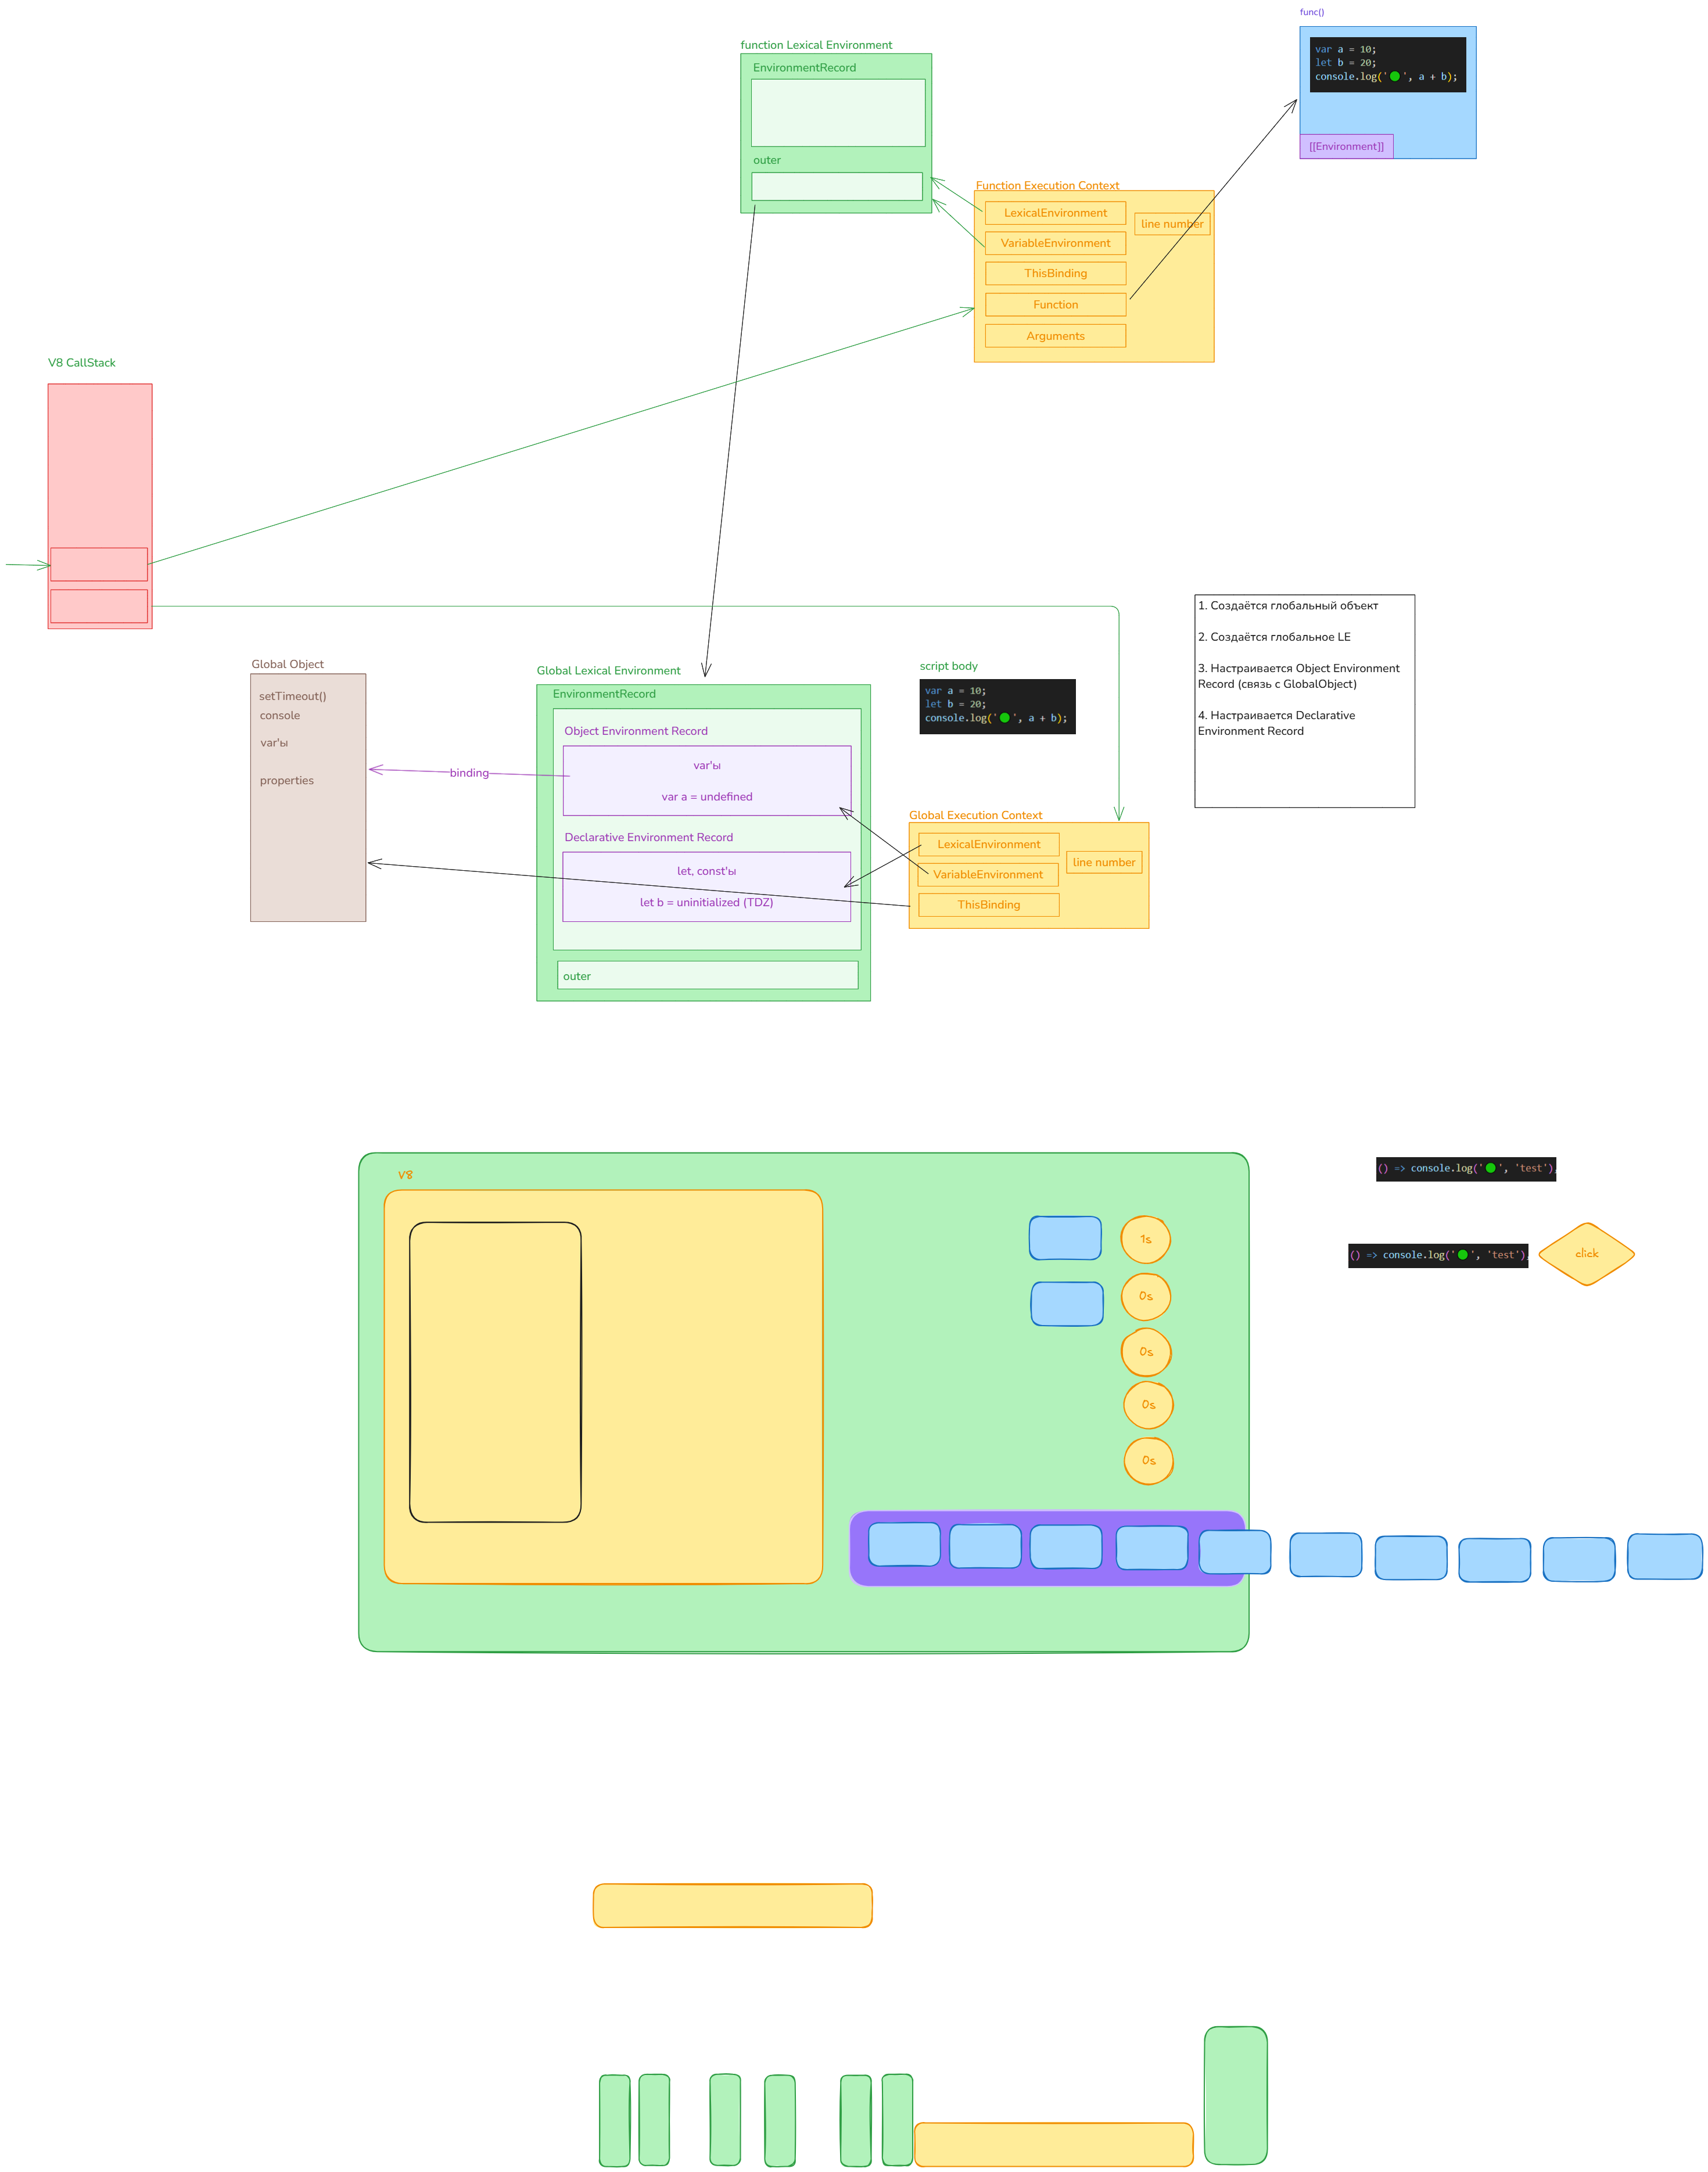 func()
var a = 10;
let b = 20;
console.log('🟢', a + b);
[[Environment]]
function Lexical Environment
EnvironmentRecord
outer
Function Execution Context
LexicalEnvironment
line number
VariableEnvironment
ThisBinding
Function
Arguments
V8 CallStack
1. Создаётся глобальный объект
2. Создаётся глобальное LE
3. Настраивается Object Environment
Record (связь с GlobalObject)
4. Настраивается Declarative
Environment Record
Global Object
setTimeout()
console
var'ы
properties
binding
Global Lexical Environment
EnvironmentRecord
Object Environment Record
var'ы
var a = undefined
Declarative Environment Record
let, const'ы
let b = uninitialized (TDZ)
outer
script body
var a = 10;
let b = 20;
console.log('🟢', a + b);
Global Execution Context
LexicalEnvironment
line number
VariableEnvironment
ThisBinding
V8
1s
0s
0s
0s
0s
() => console.log('🟢', 'test')
() => console.log('🟢', 'test')
click